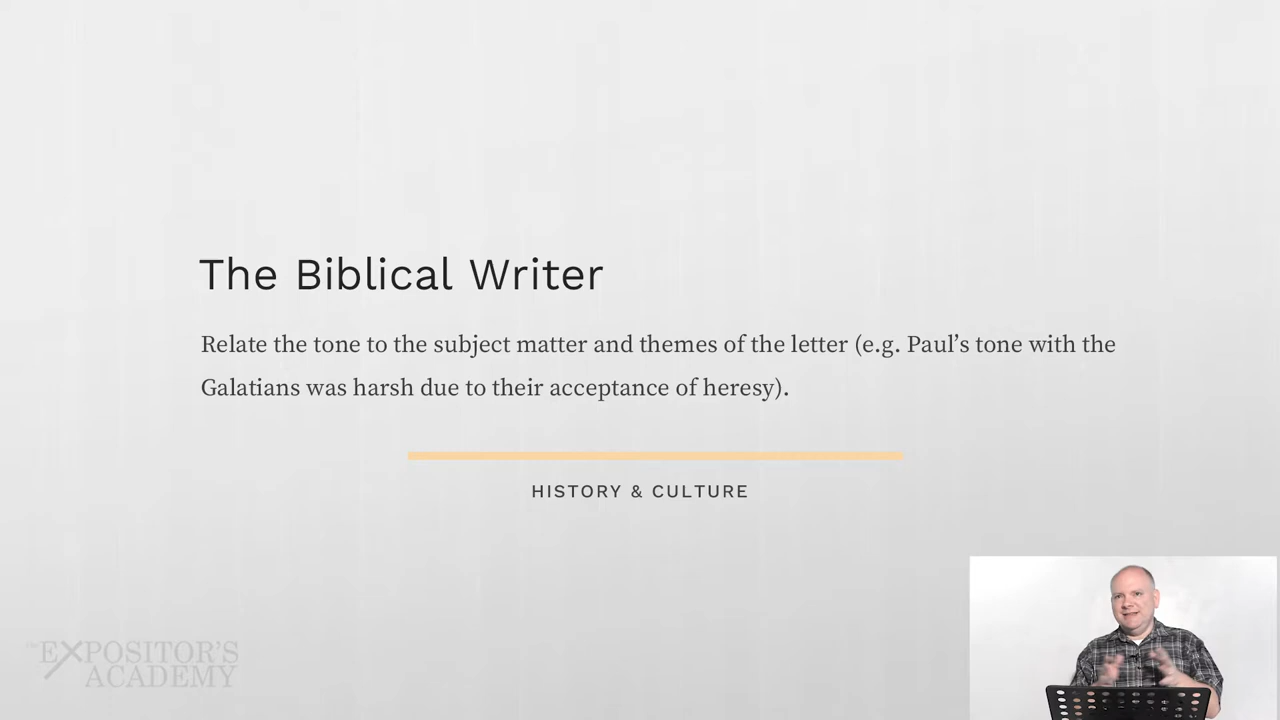 The Biblical Writer
Relate the tone to the subject matter and themes of the letter (e.g. Paul’s tone with the
Galatians was harsh due to their acceptance of heresy).
HISTORY & CULTURE
THE EXPOSITOR'S
ACADEMY